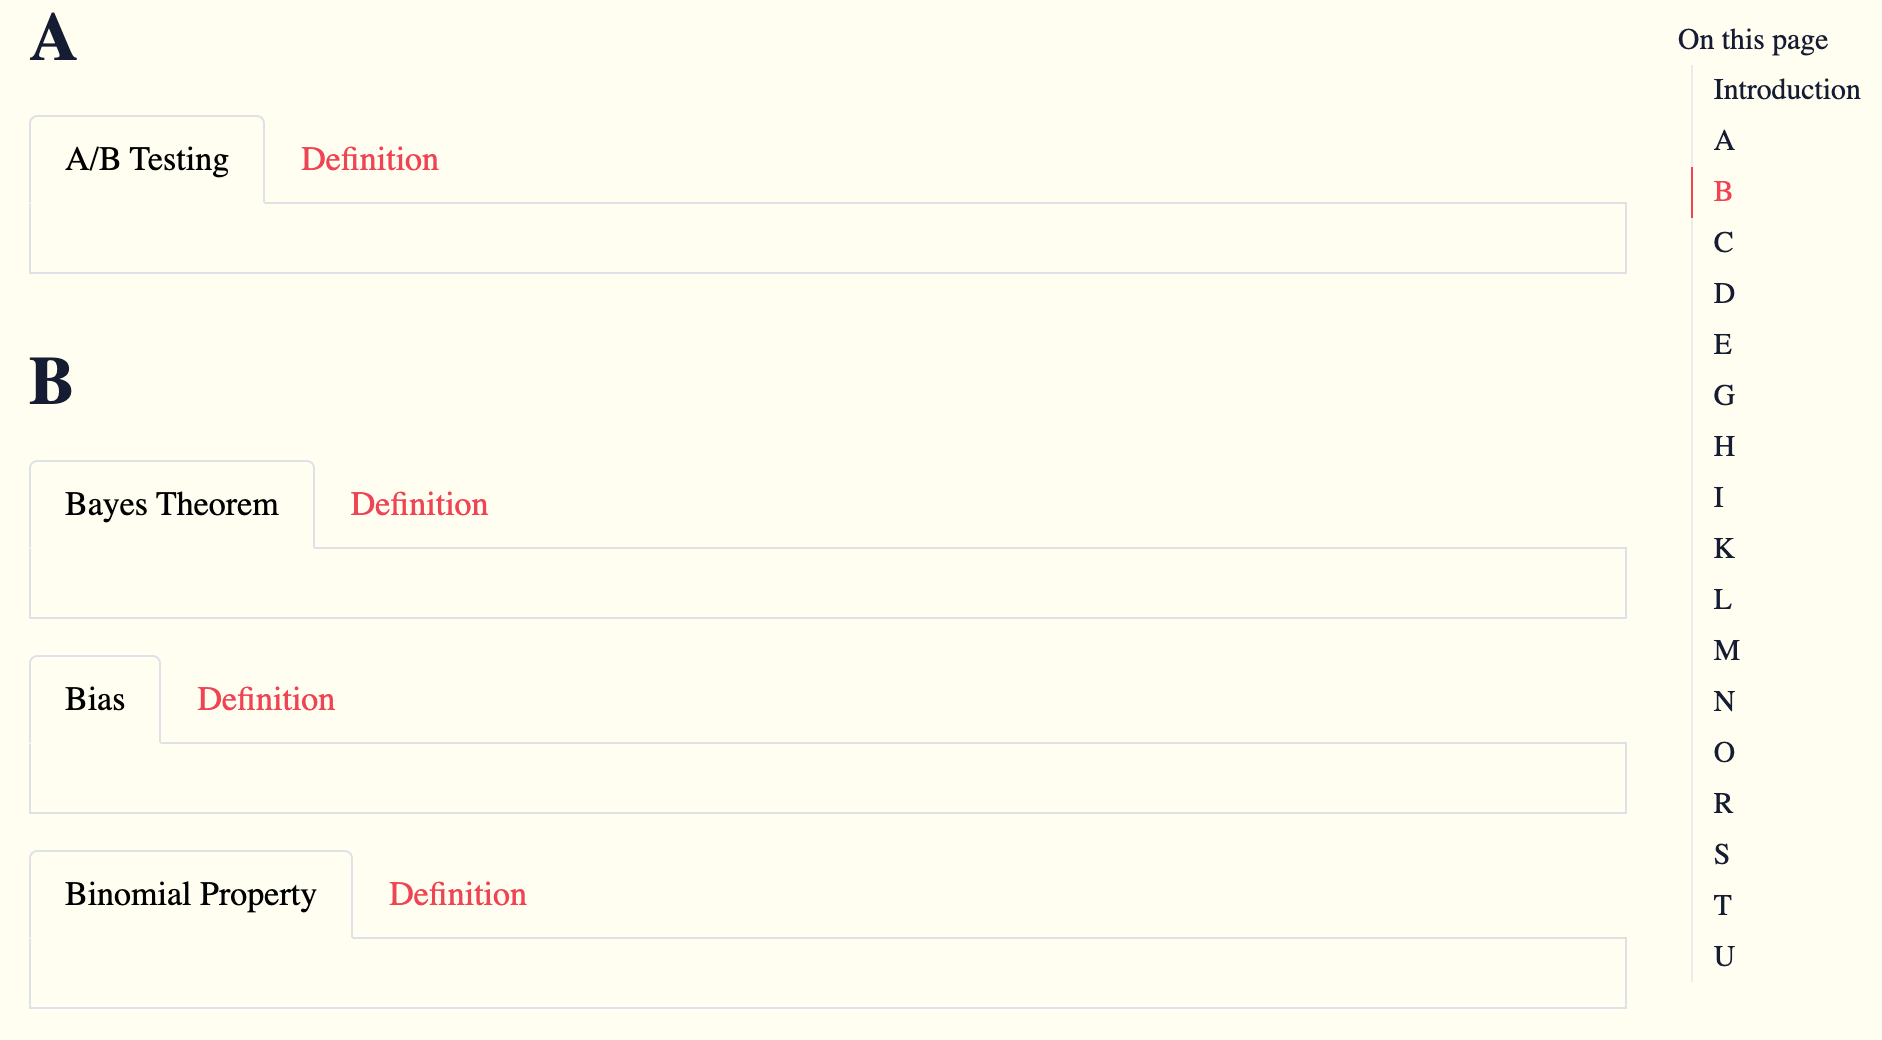 A
A/B Testing
Definition
B
Bayes Theorem
Definition
Bias
Definition
Binomial Property
Definition
On this page
Introduction
A
B
C
D
E
G
H
I
K
L
M
N
O
R
S
T
U